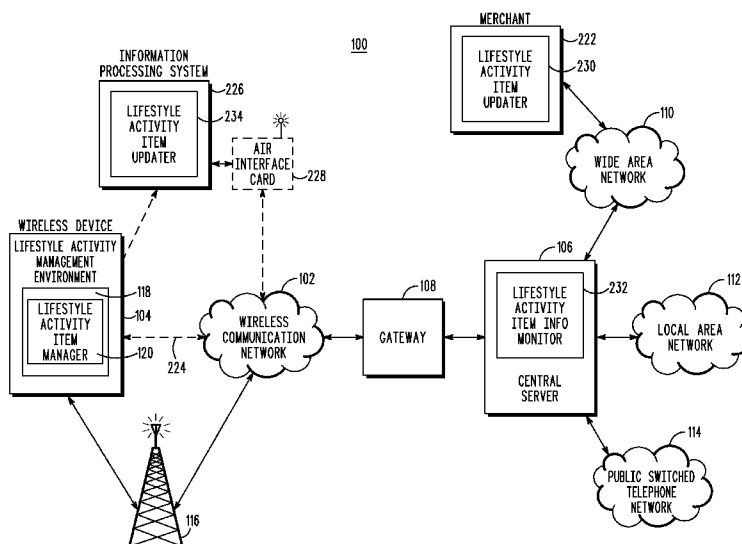 100
MERCHANT
222
230
LIFESTYLE
ACTIVITY
ITEM
UPDATER
INFORMATION
PROCESSING SYSTEM
226
234
LIFESTYLE
ACTIVITY
ITEM
UPDATER
AIR
INTERFACE
CARD
228
110
WIDE AREA
NETWORK
WIRELESS DEVICE
LIFESTYLE ACTIVITY
MANAGEMENT
ENVIRONMENT
118
104
LIFESTYLE
ACTIVITY
ITEM
MANAGER
120
224
102
WIRELESS
COMMUNICATION
NETWORK
108
GATEWAY
106
232
LIFESTYLE
ACTIVITY
ITEM INFO
MONITOR
CENTRAL
SERVER
112
LOCAL AREA
NETWORK
114
PUBLIC SWITCHED
TELEPHONE
NETWORK
116